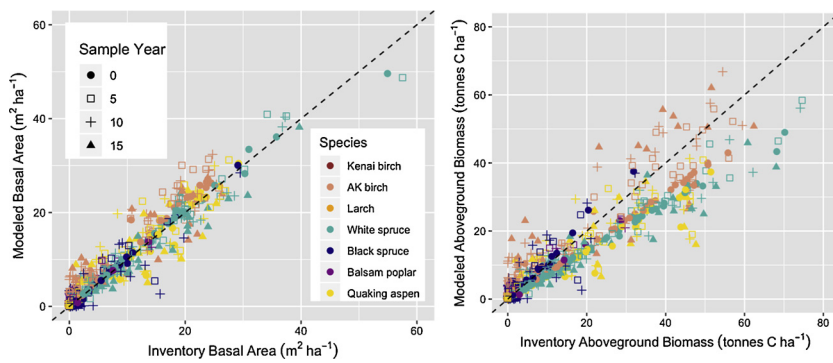 60
40
20
0
Modeled Basal Area (m² ha⁻¹)
Sample Year
0
5
10
15
Species
Kenai birch
AK birch
Larch
White spruce
Black spruce
Balsam poplar
Quaking aspen
0 20 40 60
Inventory Basal Area (m² ha⁻¹)
80
60
40
20
0
Modeled Aboveground Biomass (tonnes C ha⁻¹)
0 20 40 60 80
Inventory Aboveground Biomass (tonnes C ha⁻¹)